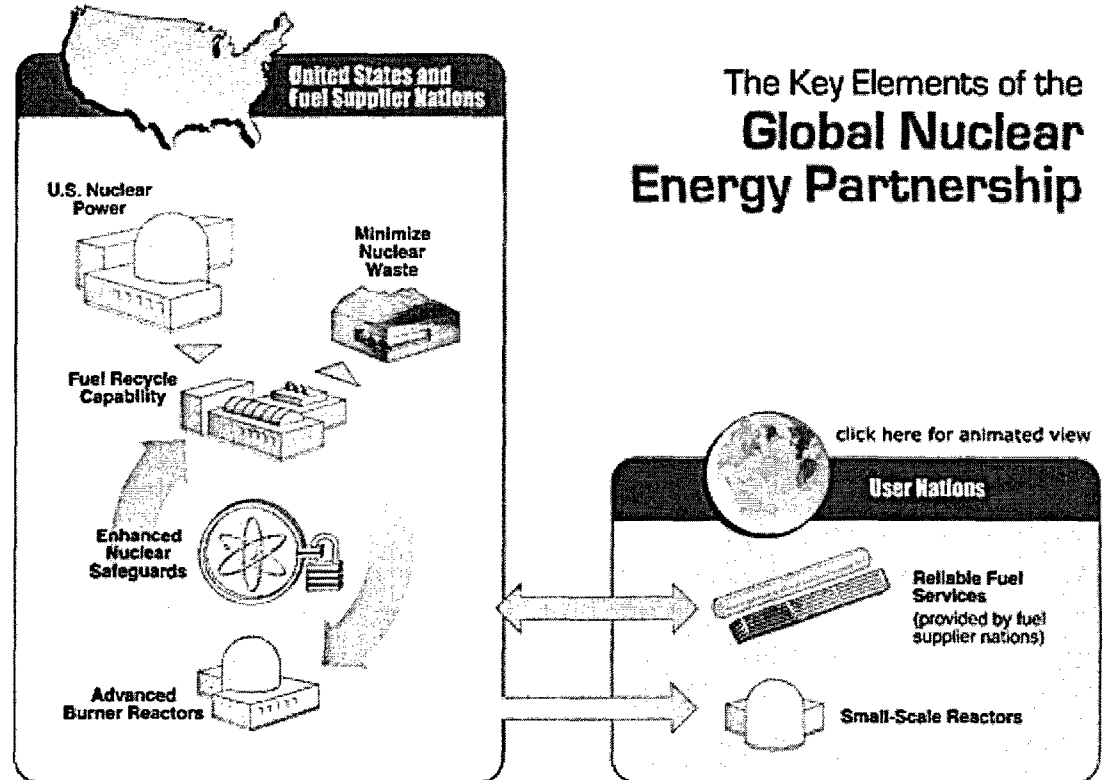 The Key Elements of the
Global Nuclear
Energy Partnership
United States and
Fuel Supplier Nations
U.S. Nuclear
Power
Minimize
Nuclear
Waste
Fuel Recycle
Capability
Enhanced
Nuclear
Safeguards
Advanced
Burner Reactors
click here for animated view
User Nations
Reliable Fuel
Services
(provided by fuel
supplier nations)
Small-Scale Reactors